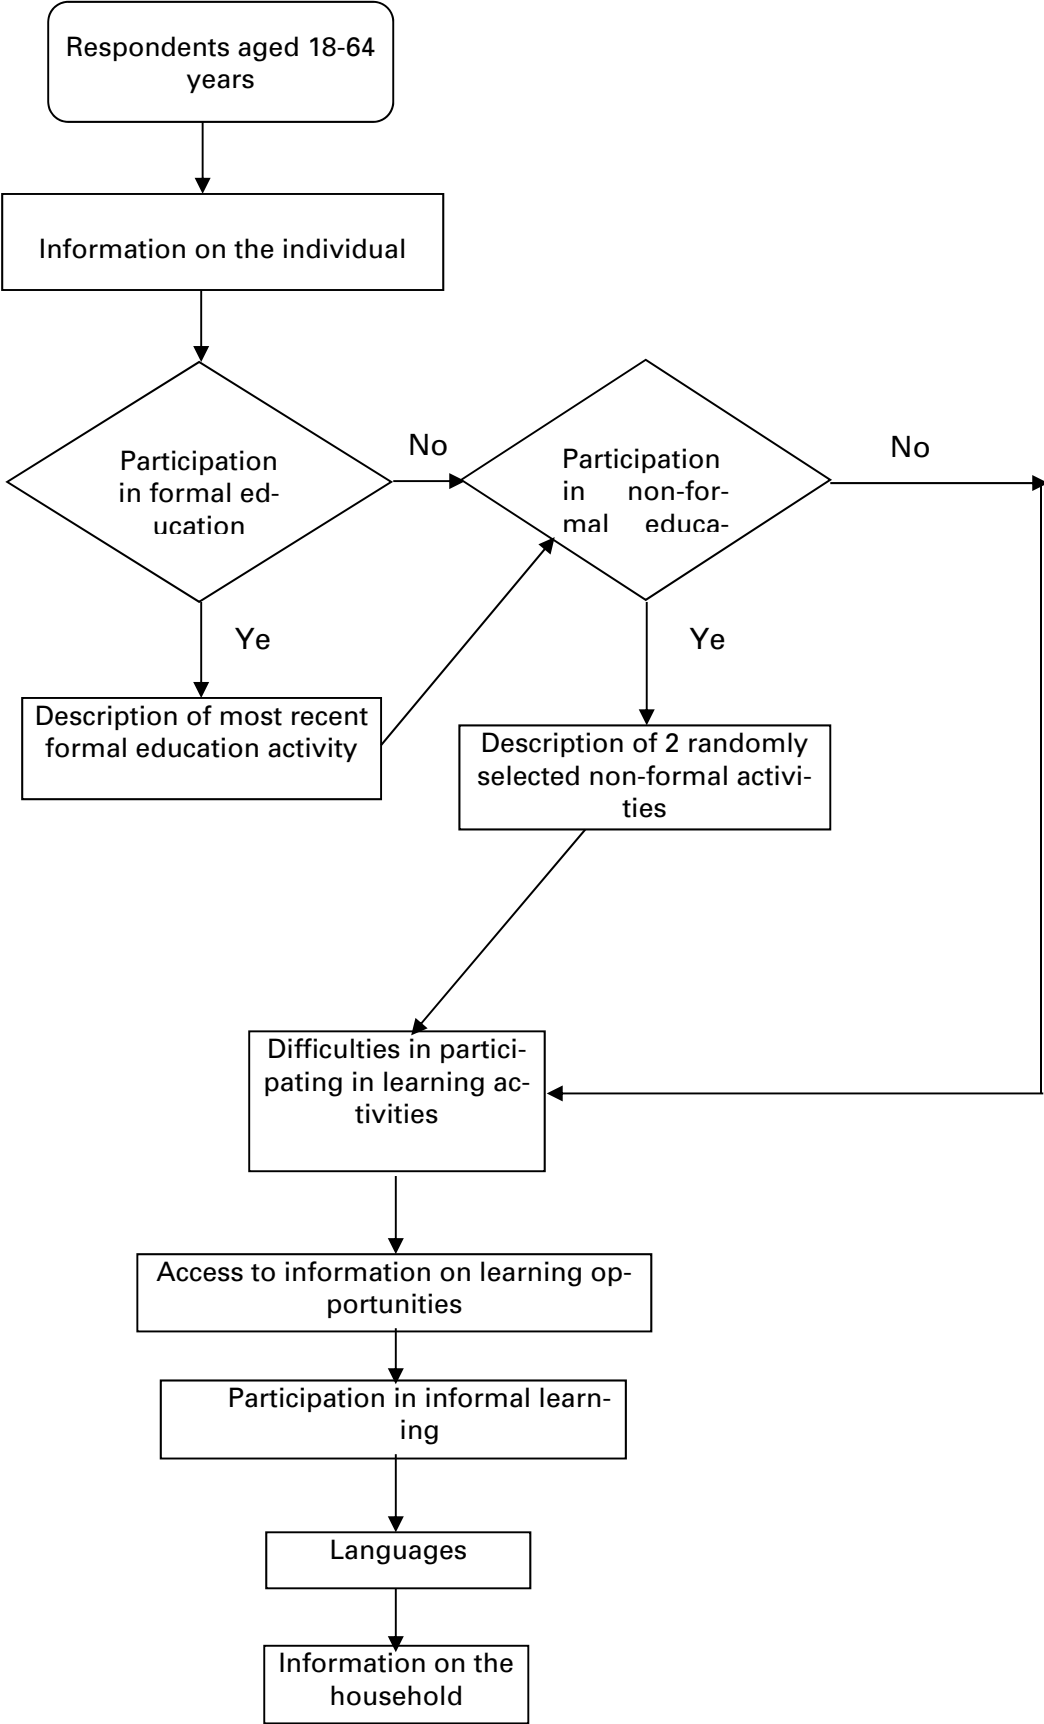 Respondents aged 18-64
years
Information on the individual
Participation
in formal ed-
ucation
No
Participation
in non-for-
mal educa-
No
Ye
Ye
Description of most recent
formal education activity
Description of 2 randomly
selected non-formal activi-
ties
Difficulties in partici-
pating in learning ac-
tivities
Access to information on learning op-
portunities
Participation in informal learn-
ing
Languages
Information on the
household